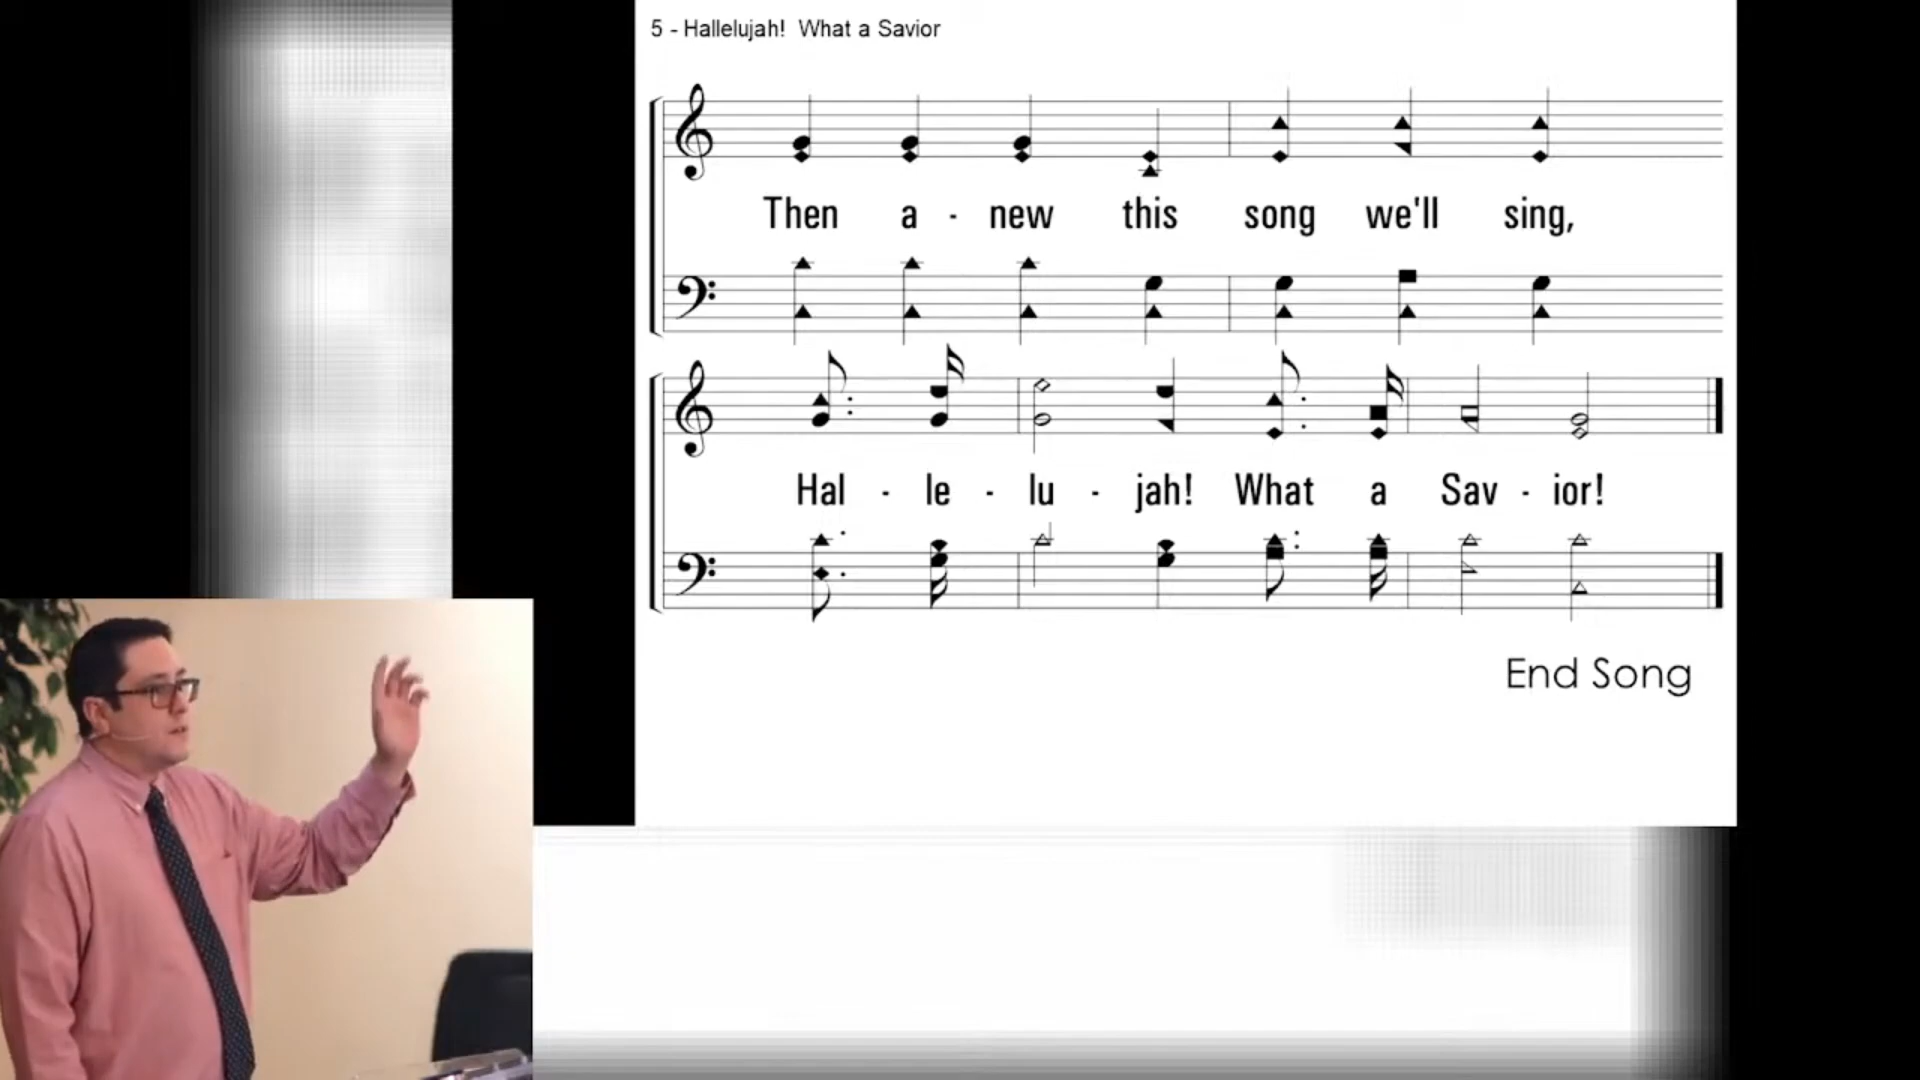 5 - Hallelujah!  What a Savior
Then a - new this song we'll sing,
Hal - le - lu - jah! What a Sav - ior!
End Song